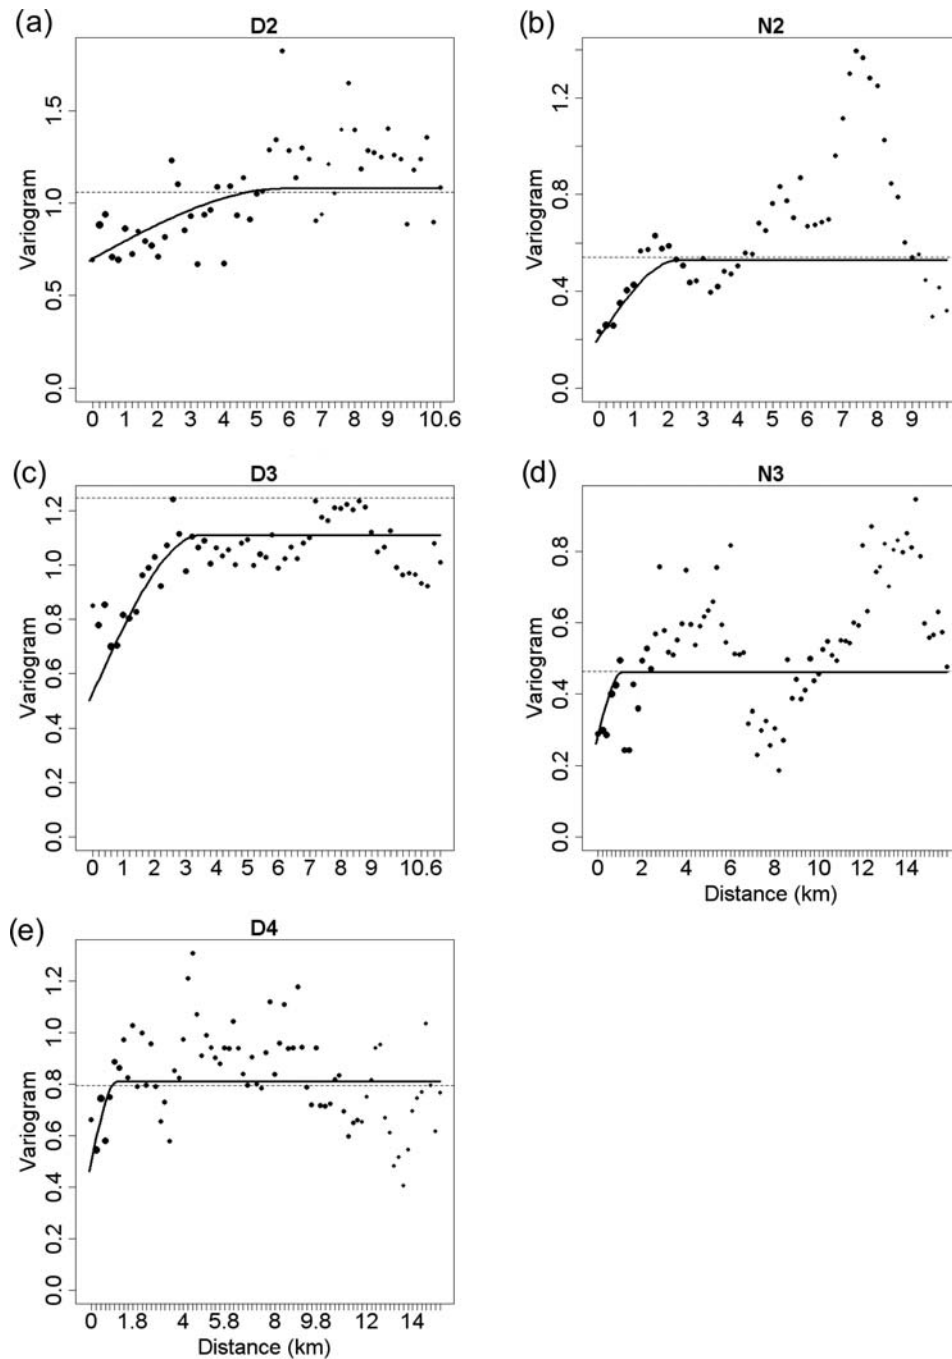 (a)
D2
Variogram
0.0 0.5 1.0 1.5
0 1 2 3 4 5 6 7 8 9 10.6
(b)
N2
Variogram
0.0 0.4 0.8 1.2
0 1 2 3 4 5 6 7 8 9
(c)
D3
Variogram
0.0 0.2 0.4 0.6 0.8 1.0 1.2
0 1 2 3 4 5 6 7 8 9 10.6
(d)
N3
Variogram
0.0 0.2 0.4 0.6 0.8
0 2 4 6 8 10 12 14
Distance (km)
(e)
D4
Variogram
0.0 0.2 0.4 0.6 0.8 1.0 1.2
0 1.8 4 5.8 8 9.8 12 14
Distance (km)